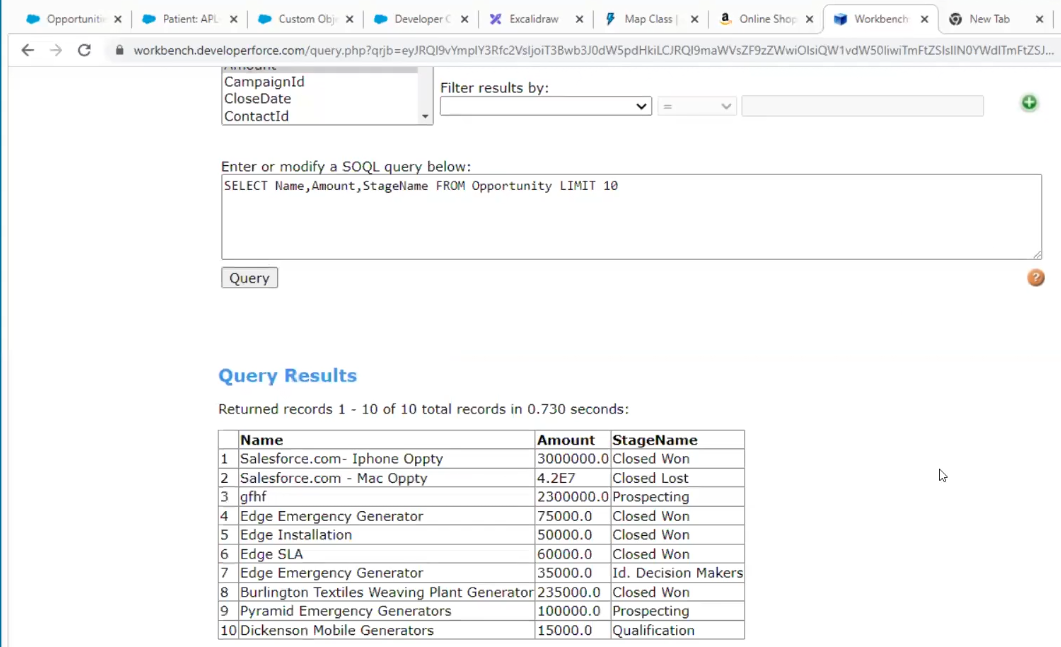 Opportuniti
Patient: APL
Custom Obj
Developer C
Excalidraw
Map Class |
Online Shop
Workbench
New Tab
workbench.developerforce.com/query.php?
Amount
CampaignId
CloseDate
ContactId
Filter results by:
=
Enter or modify a SOQL query below:
SELECT Name,Amount,StageName FROM Opportunity LIMIT 10
Query
Query Results
Returned records 1 - 10 of 10 total records in 0.730 seconds:
Name Amount StageName
1 Salesforce.com- Iphone Oppty 3000000.0 Closed Won
2 Salesforce.com - Mac Oppty 4.2E7 Closed Lost
3 gfhf 2300000.0 Prospecting
4 Edge Emergency Generator 75000.0 Closed Won
5 Edge Installation 50000.0 Closed Won
6 Edge SLA 60000.0 Closed Won
7 Edge Emergency Generator 35000.0 Id. Decision Makers
8 Burlington Textiles Weaving Plant Generator 235000.0 Closed Won
9 Pyramid Emergency Generators 100000.0 Prospecting
10 Dickenson Mobile Generators 15000.0 Qualification